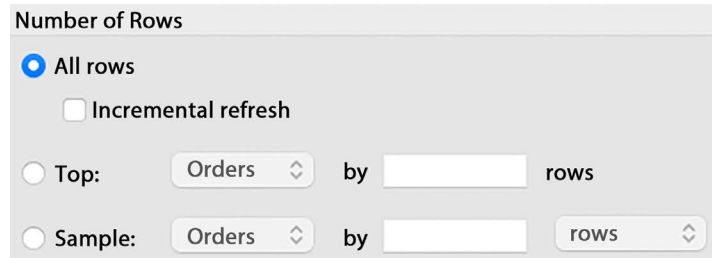 Number of Rows
All rows
Incremental refresh
Top: Orders by rows
Sample: Orders by rows